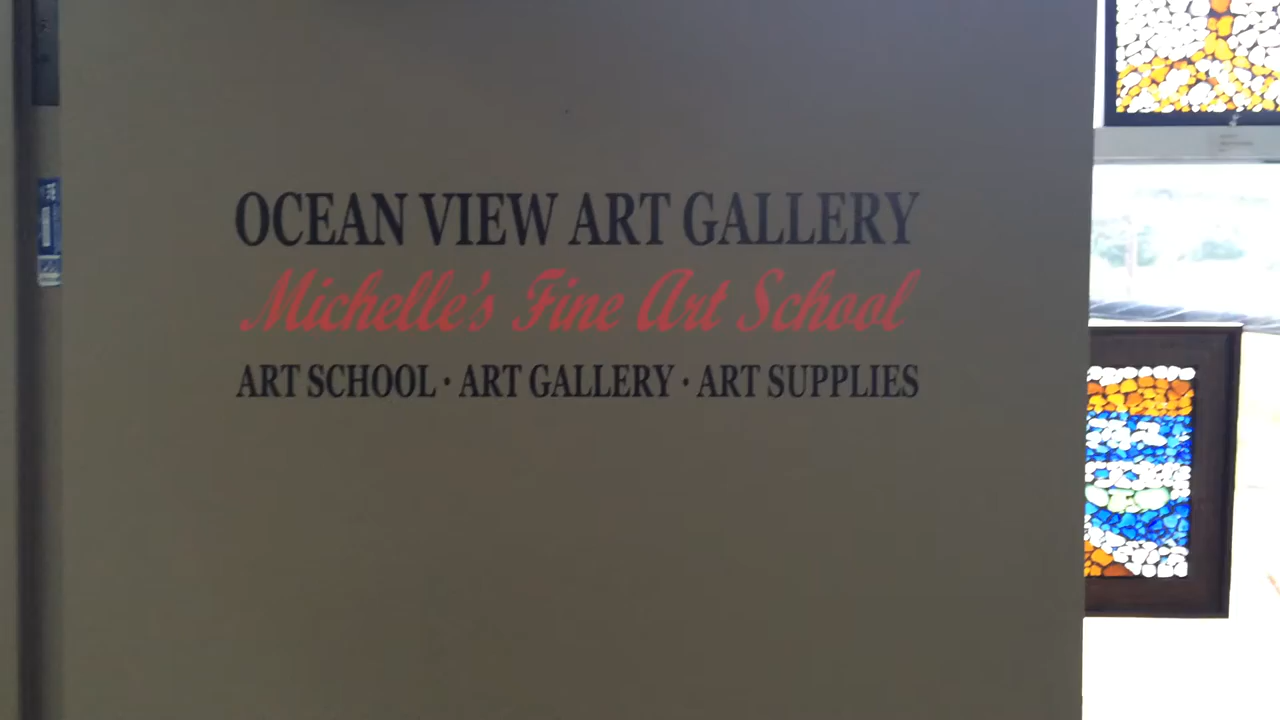 OCEAN VIEW ART GALLERY
Michelle's Fine Art School
ART SCHOOL · ART GALLERY · ART SUPPLIES